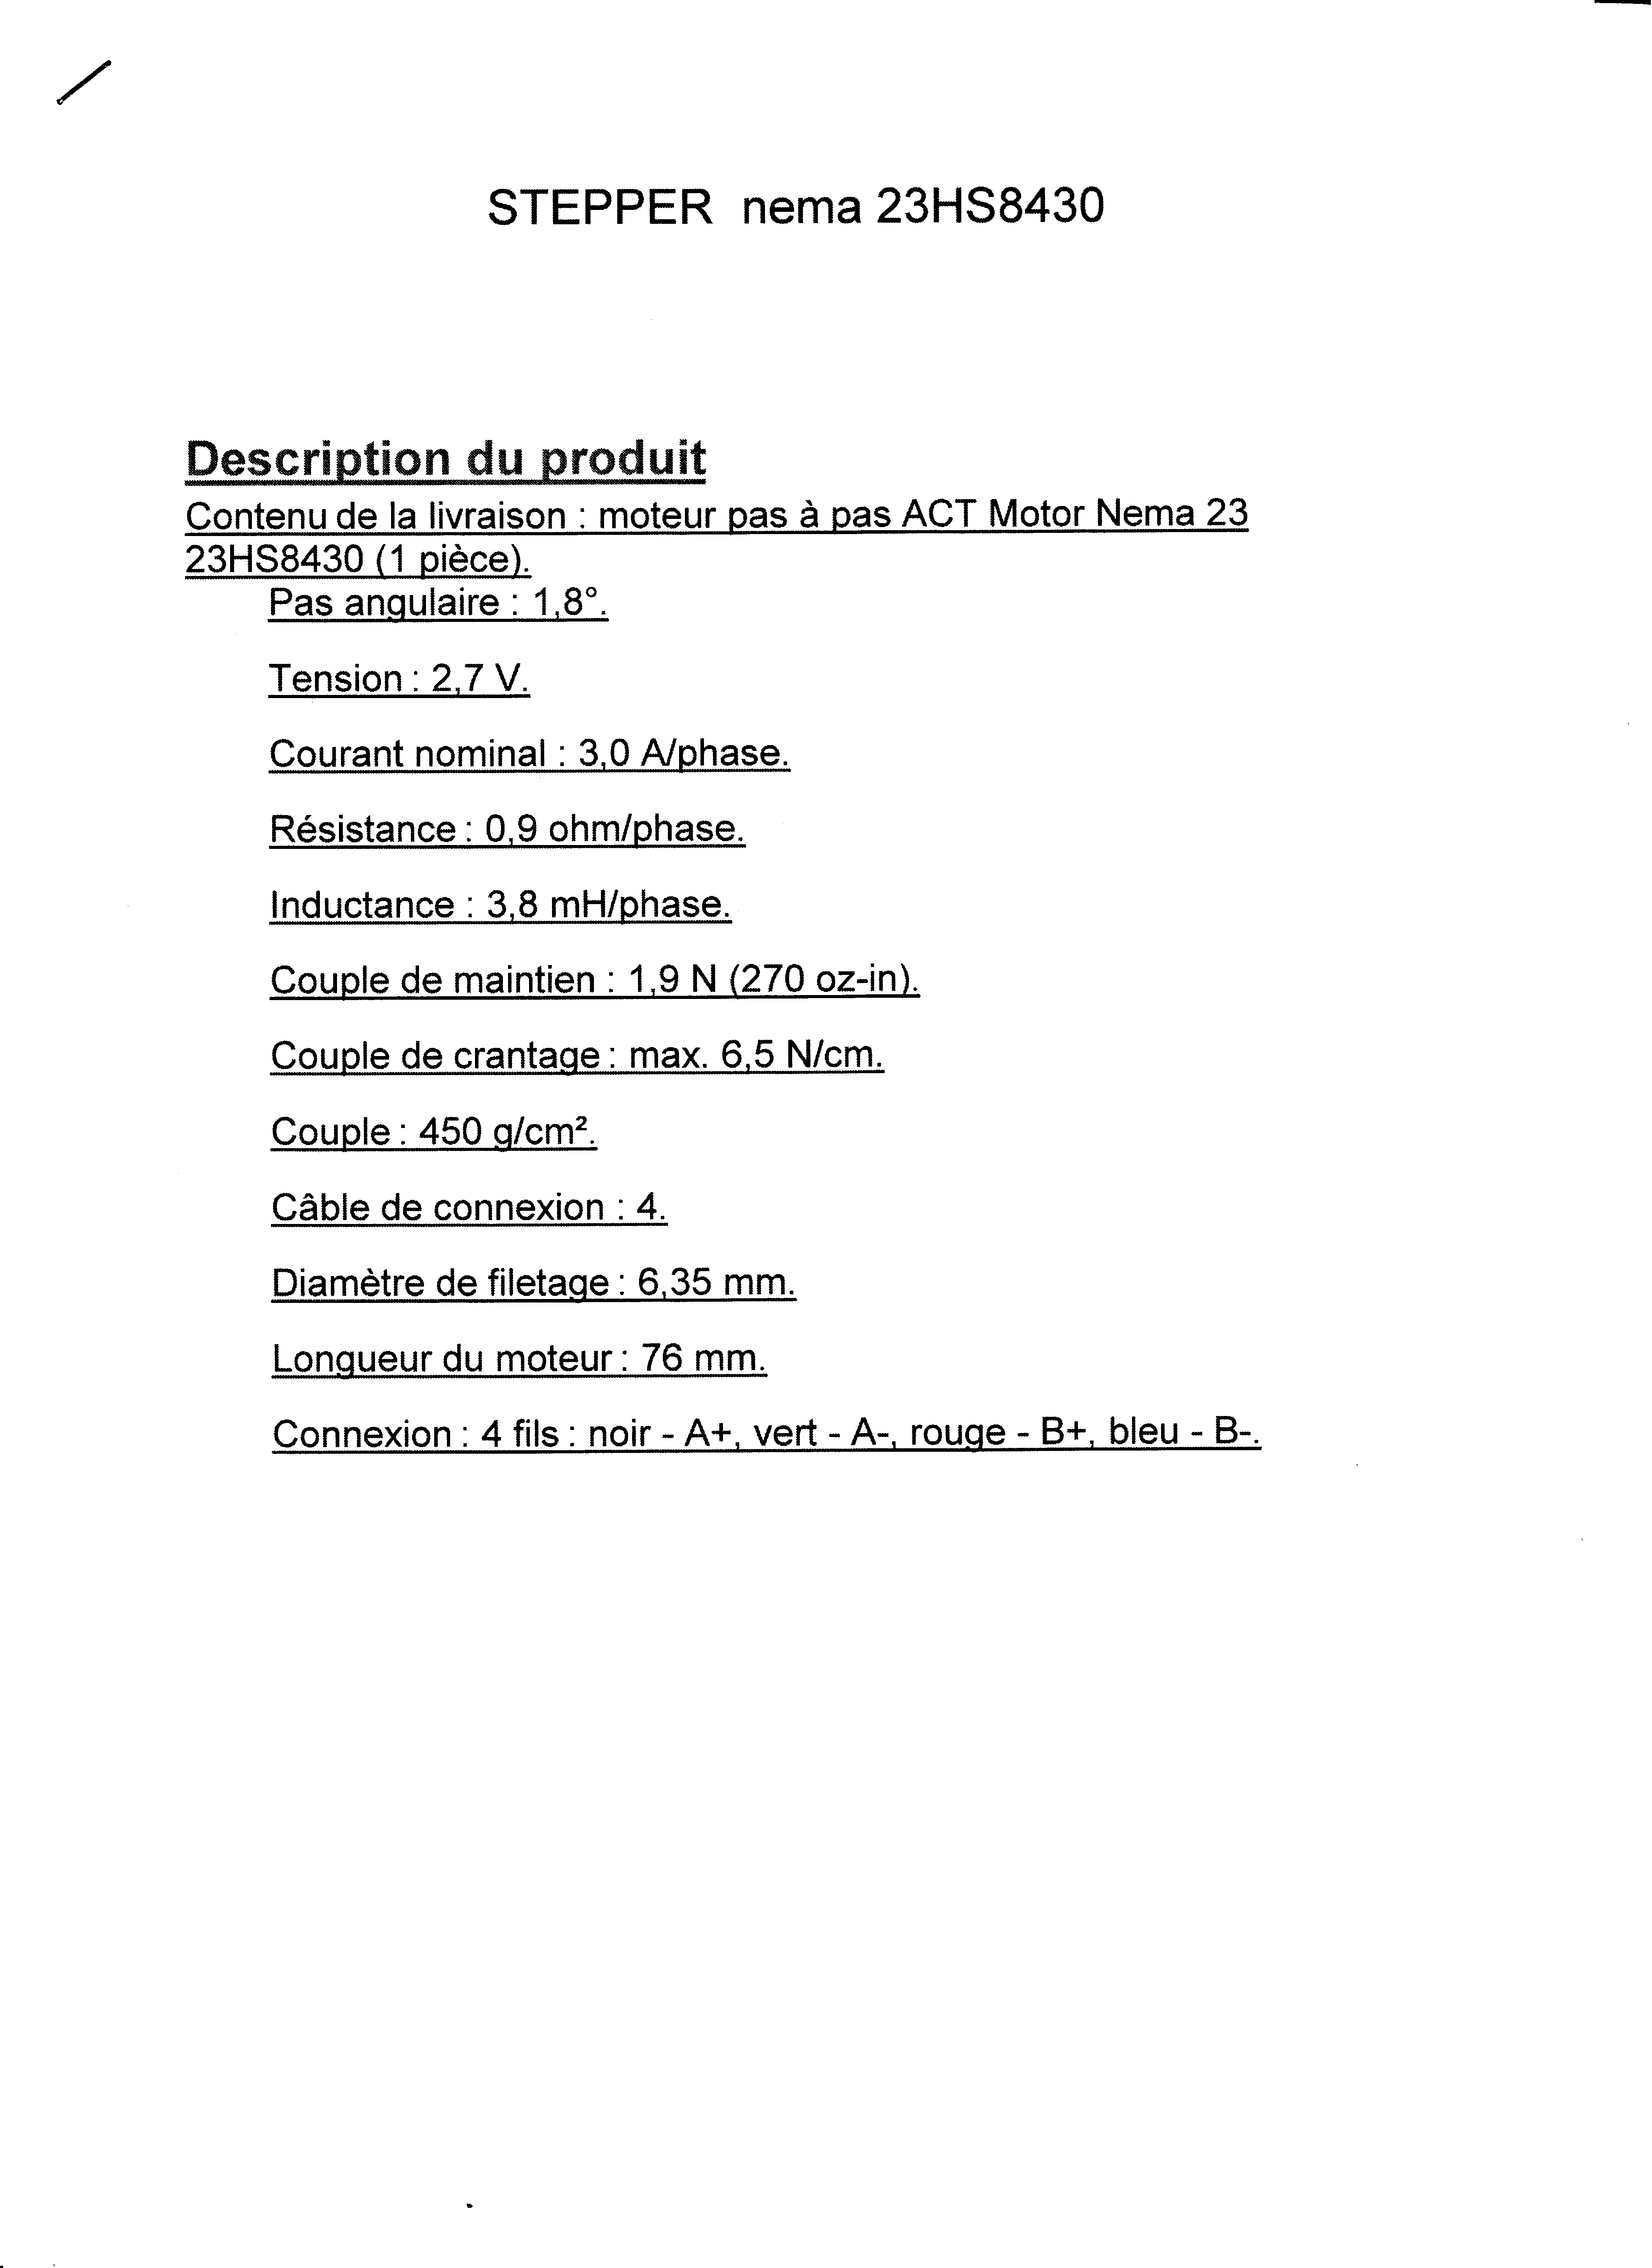 STEPPER nema 23HS8430
Description du produit
Contenu de la livraison : moteur pas à pas ACT Motor Nema 23
23HS8430 (1 pièce).
Pas angulaire : 1,8°.
Tension : 2,7 V.
Courant nominal : 3,0 A/phase.
Résistance : 0,9 ohm/phase.
Inductance : 3,8 mH/phase.
Couple de maintien : 1,9 N (270 oz-in).
Couple de crantage : max. 6,5 N/cm.
Couple : 450 g/cm².
Câble de connexion : 4.
Diamètre de filetage : 6,35 mm.
Longueur du moteur : 76 mm.
Connexion : 4 fils : noir - A+, vert - A-, rouge - B+, bleu - B-.